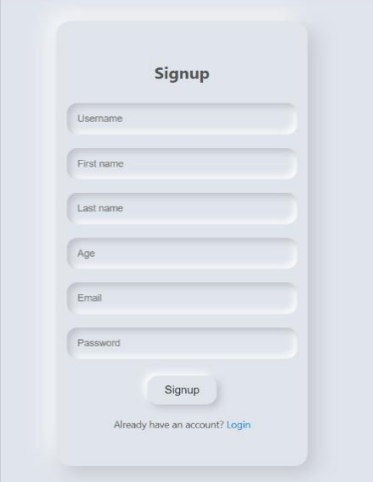 Signup
Username
First name
Last name
Age
Email
Password
Signup
Already have an account? Login